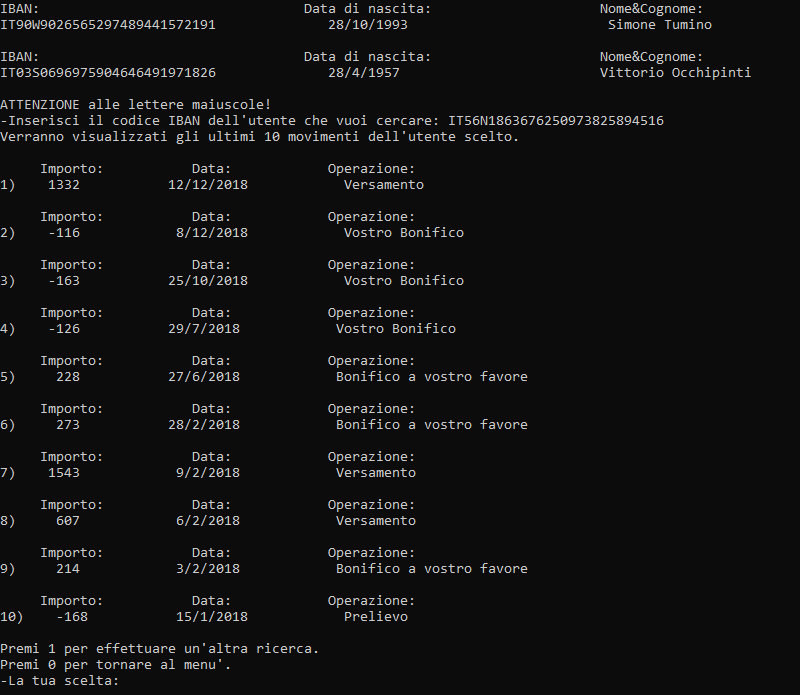 IBAN: Data di nascita: Nome&Cognome:
IT90W9026565297489441572191 28/10/1993 Simone Tumino
IBAN: Data di nascita: Nome&Cognome:
IT03S0696975904646491971826 28/4/1957 Vittorio Occhipinti
ATTENZIONE alle lettere maiuscole!
-Inserisci il codice IBAN dell'utente che vuoi cercare: IT56N1863676250973825894516
Verranno visualizzati gli ultimi 10 movimenti dell'utente scelto.
Importo: Data: Operazione:
1) 1332 12/12/2018 Versamento
Importo: Data: Operazione:
2) -116 8/12/2018 Vostro Bonifico
Importo: Data: Operazione:
3) -163 25/10/2018 Vostro Bonifico
Importo: Data: Operazione:
4) -126 29/7/2018 Vostro Bonifico
Importo: Data: Operazione:
5) 228 27/6/2018 Bonifico a vostro favore
Importo: Data: Operazione:
6) 273 28/2/2018 Bonifico a vostro favore
Importo: Data: Operazione:
7) 1543 9/2/2018 Versamento
Importo: Data: Operazione:
8) 607 6/2/2018 Versamento
Importo: Data: Operazione:
9) 214 3/2/2018 Bonifico a vostro favore
Importo: Data: Operazione:
10) -168 15/1/2018 Prelievo
Premi 1 per effettuare un'altra ricerca.
Premi 0 per tornare al menu'.
-La tua scelta: